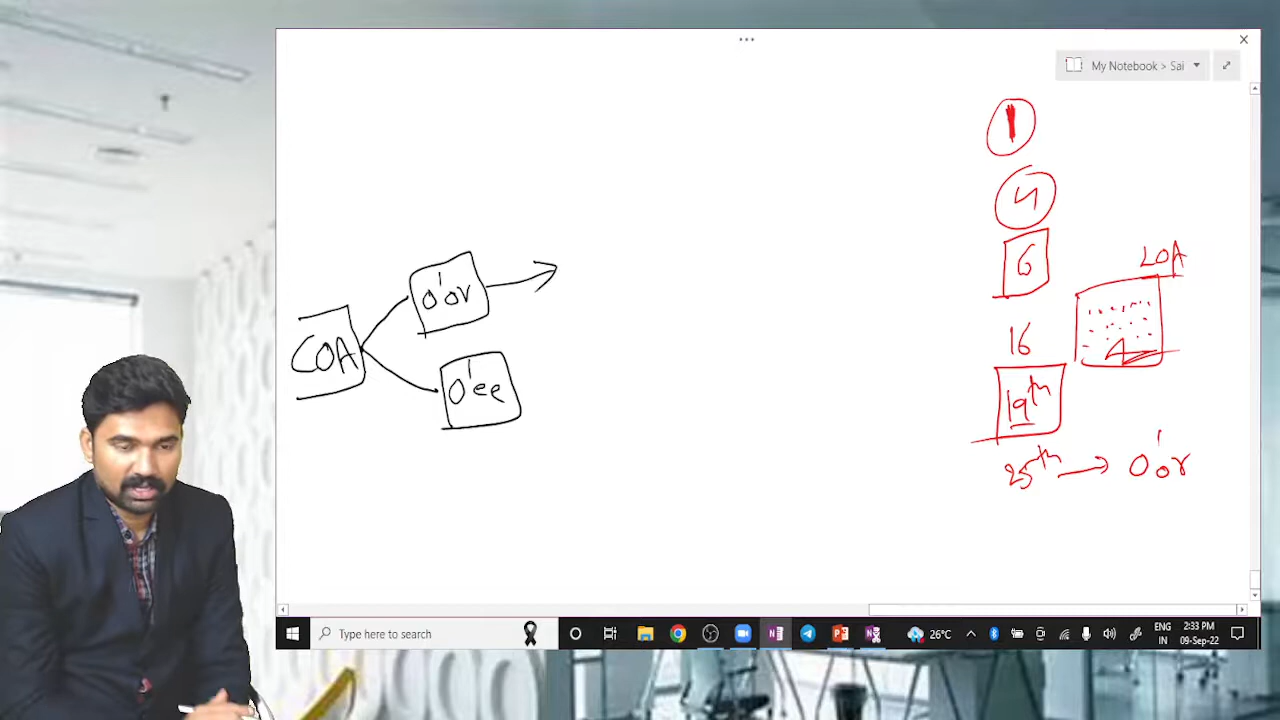 My Notebook > Sai
1
4
6
LOA
16
19th
25th → O'or
O'or
COA
O'ee
Type here to search
26°C
ENG
IN
2:33 PM
09-Sep-22